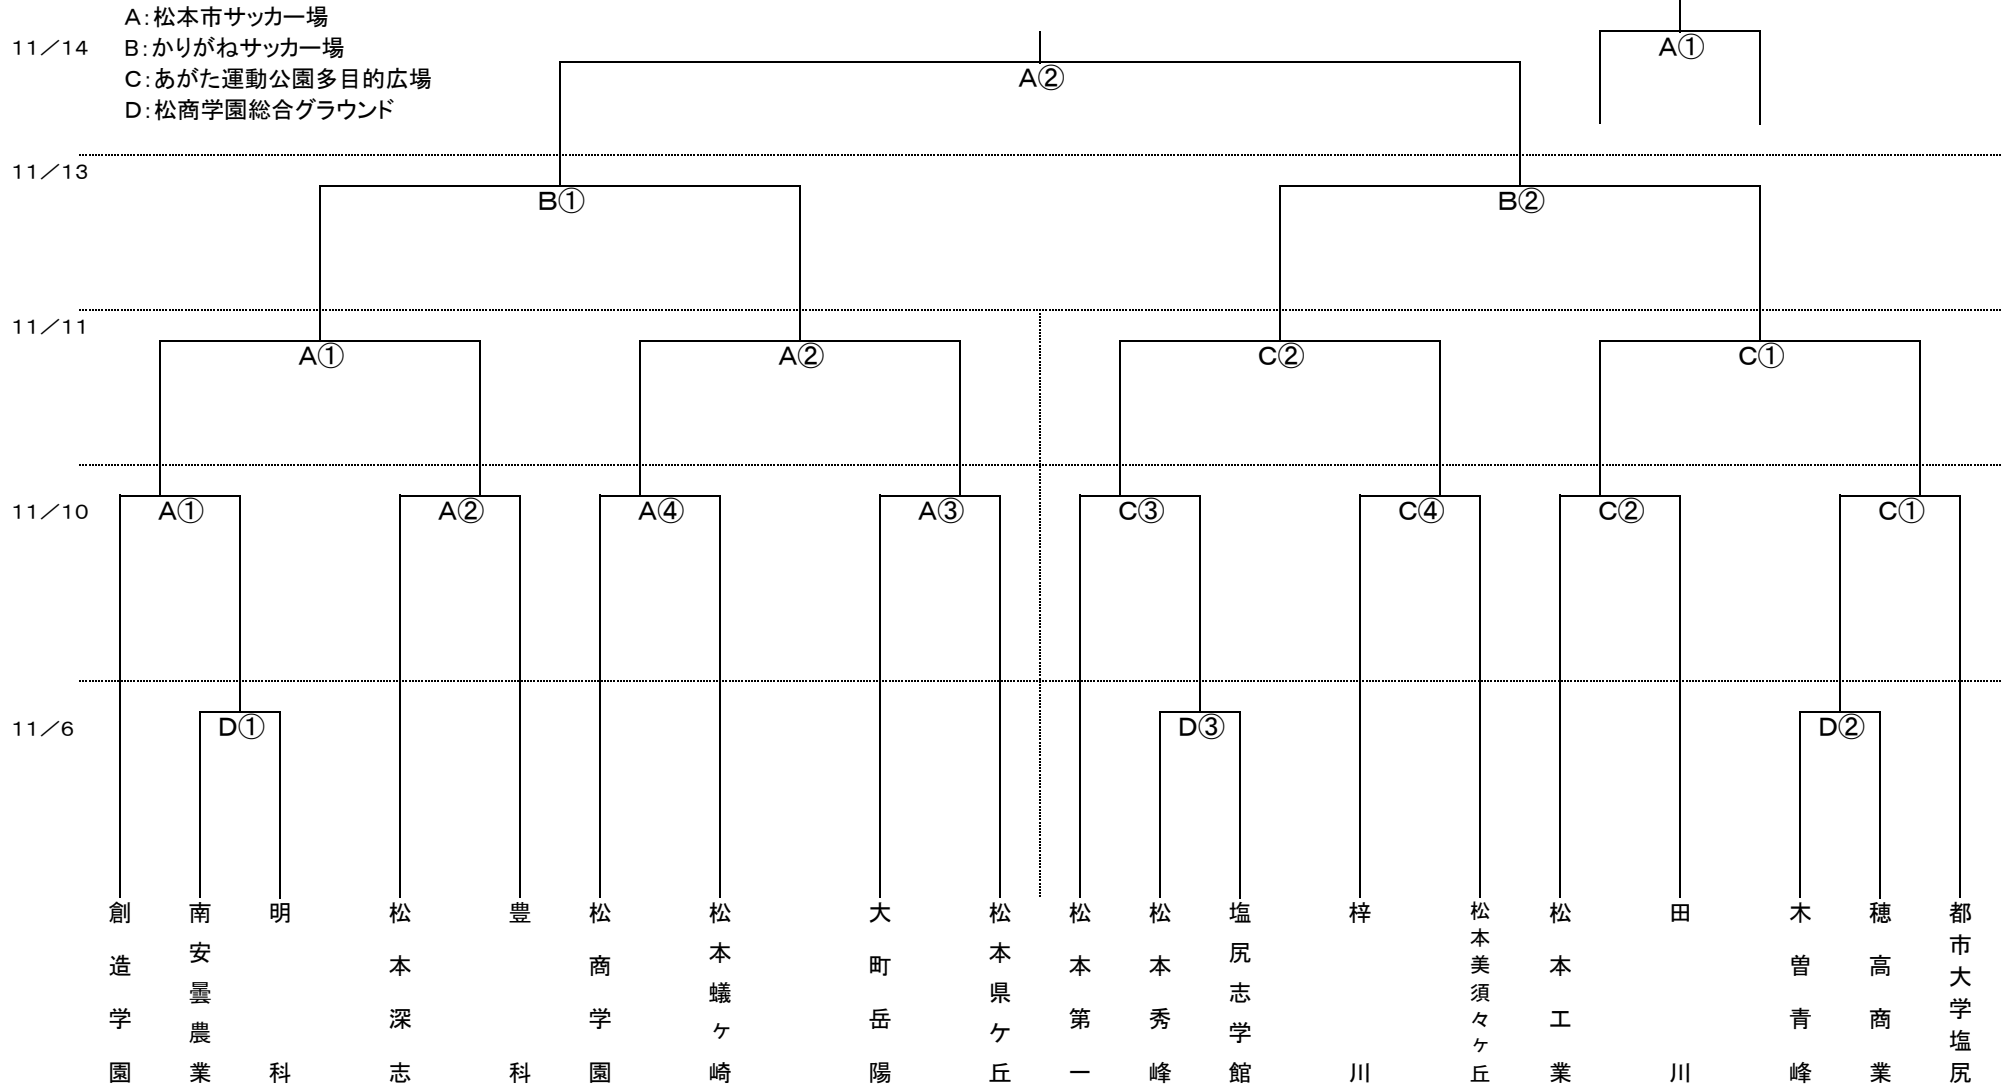 A：松本市サッカー場
11／14
B：かりがねサッカー場
A①
C：あがた運動公園多目的広場
A②
D：松商学園総合グラウンド
11／13
B①
B②
11／11
A①
A②
C②
C①
11／10
A①
A②
A④
A③
C③
C④
C②
C①
11／6
D①
D③
D②
創造学園
南安曇農業
明科
松本深志
豊科
松商学園
松本蟻ケ崎
大町岳陽
松本県ケ丘
松本第一
松本秀峰
塩尻志学館
梓川
松本美須々ケ丘
松本工業
田川
木曽青峰
穂高商業
都市大学塩尻